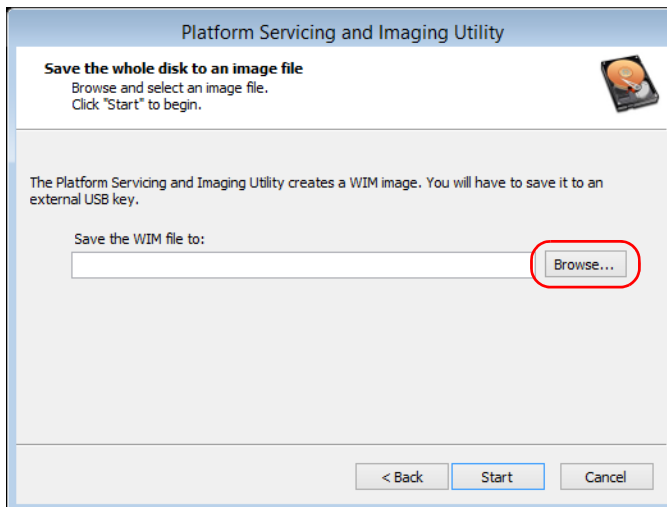 Platform Servicing and Imaging Utility
Save the whole disk to an image file
Browse and select an image file.
Click "Start" to begin.
The Platform Servicing and Imaging Utility creates a WIM image. You will have to save it to an
external USB key.
Save the WIM file to:
Browse...
< Back Start Cancel